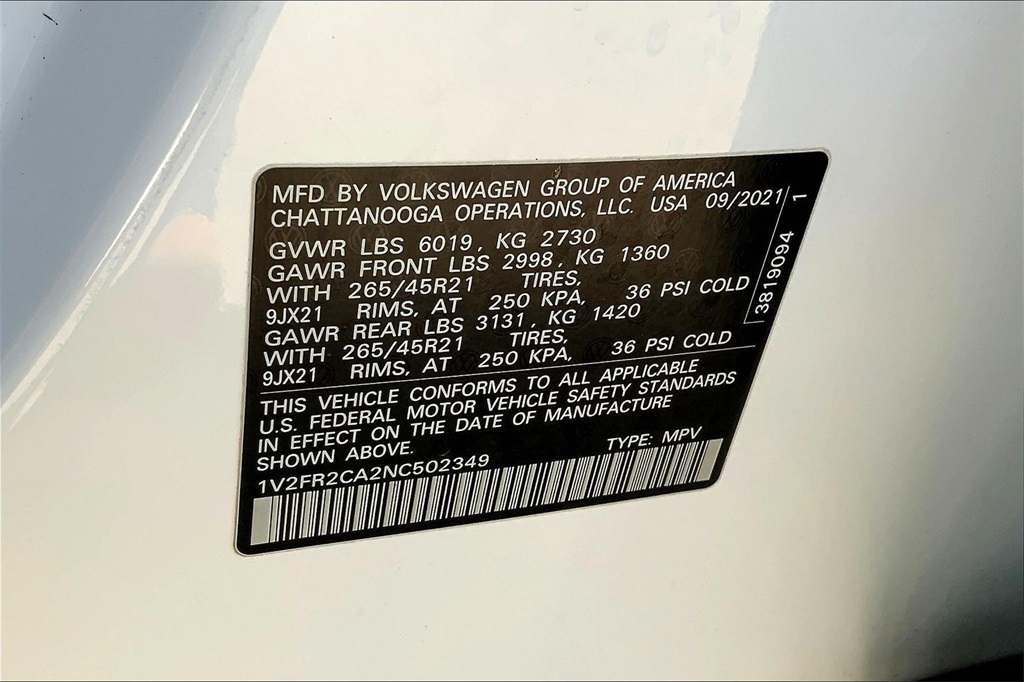 MFD BY VOLKSWAGEN GROUP OF AMERICA
CHATTANOOGA OPERATIONS, LLC. USA 09/2021
GVWR LBS 6019, KG 2730
GAWR FRONT LBS 2998, KG 1360
WITH 265/45R21 TIRES,
9JX21 RIMS, AT 250 KPA, 36 PSI COLD
GAWR REAR LBS 3131, KG 1420
WITH 265/45R21 TIRES,
9JX21 RIMS, AT 250 KPA, 36 PSI COLD
3819094 1
THIS VEHICLE CONFORMS TO ALL APPLICABLE
U.S. FEDERAL MOTOR VEHICLE SAFETY STANDARDS
IN EFFECT ON THE DATE OF MANUFACTURE
SHOWN ABOVE.
TYPE: MPV
1V2FR2CA2NC502349